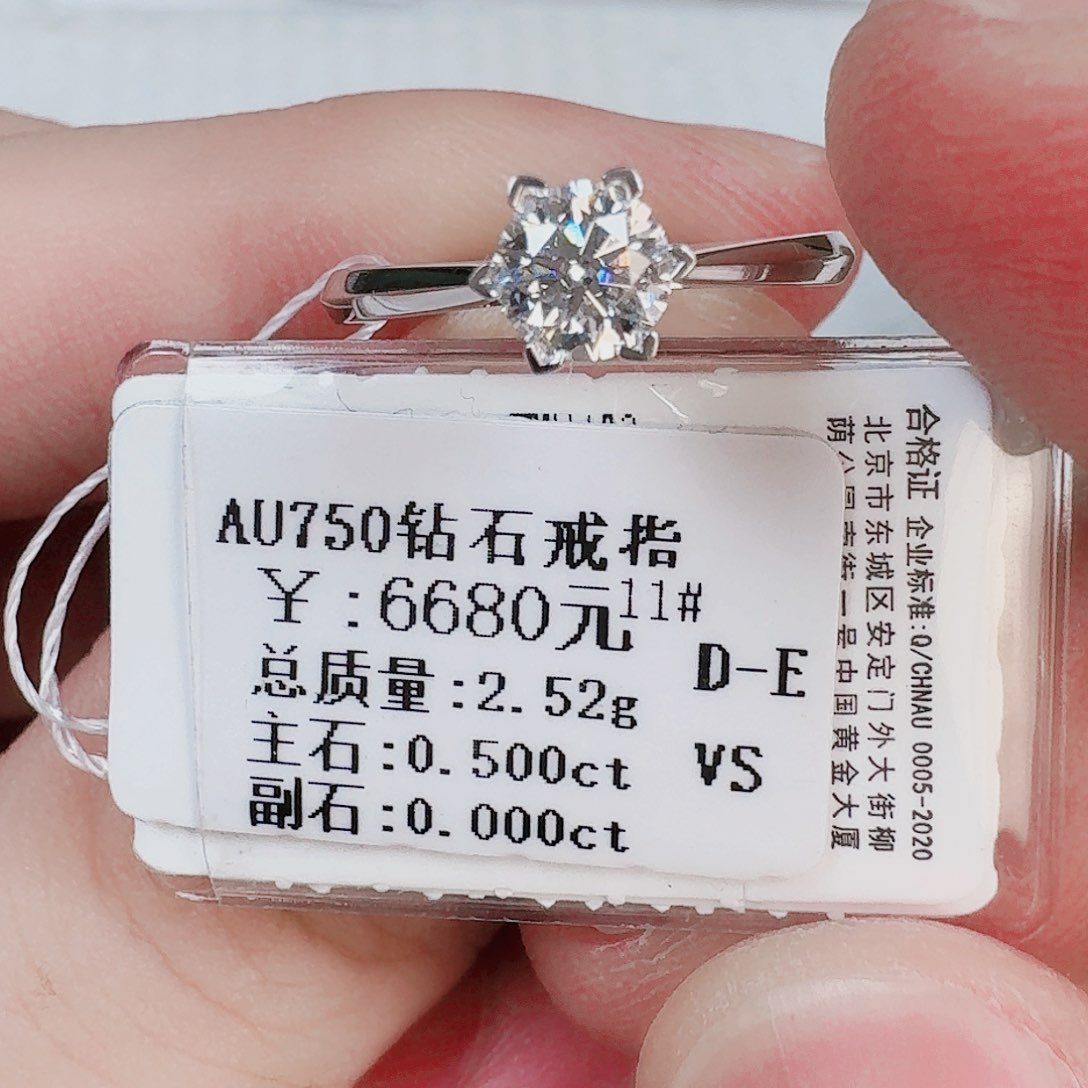 AU750钻石戒指
¥:6680元11#
总质量:2.52g
D-E
主石:0.500ct
VS
副石:0.000ct
合格证 企业标准:Q/CHNAU 0005-2020
北京市东城区安定门外大街柳
荫公园南街一号中国黄金大厦